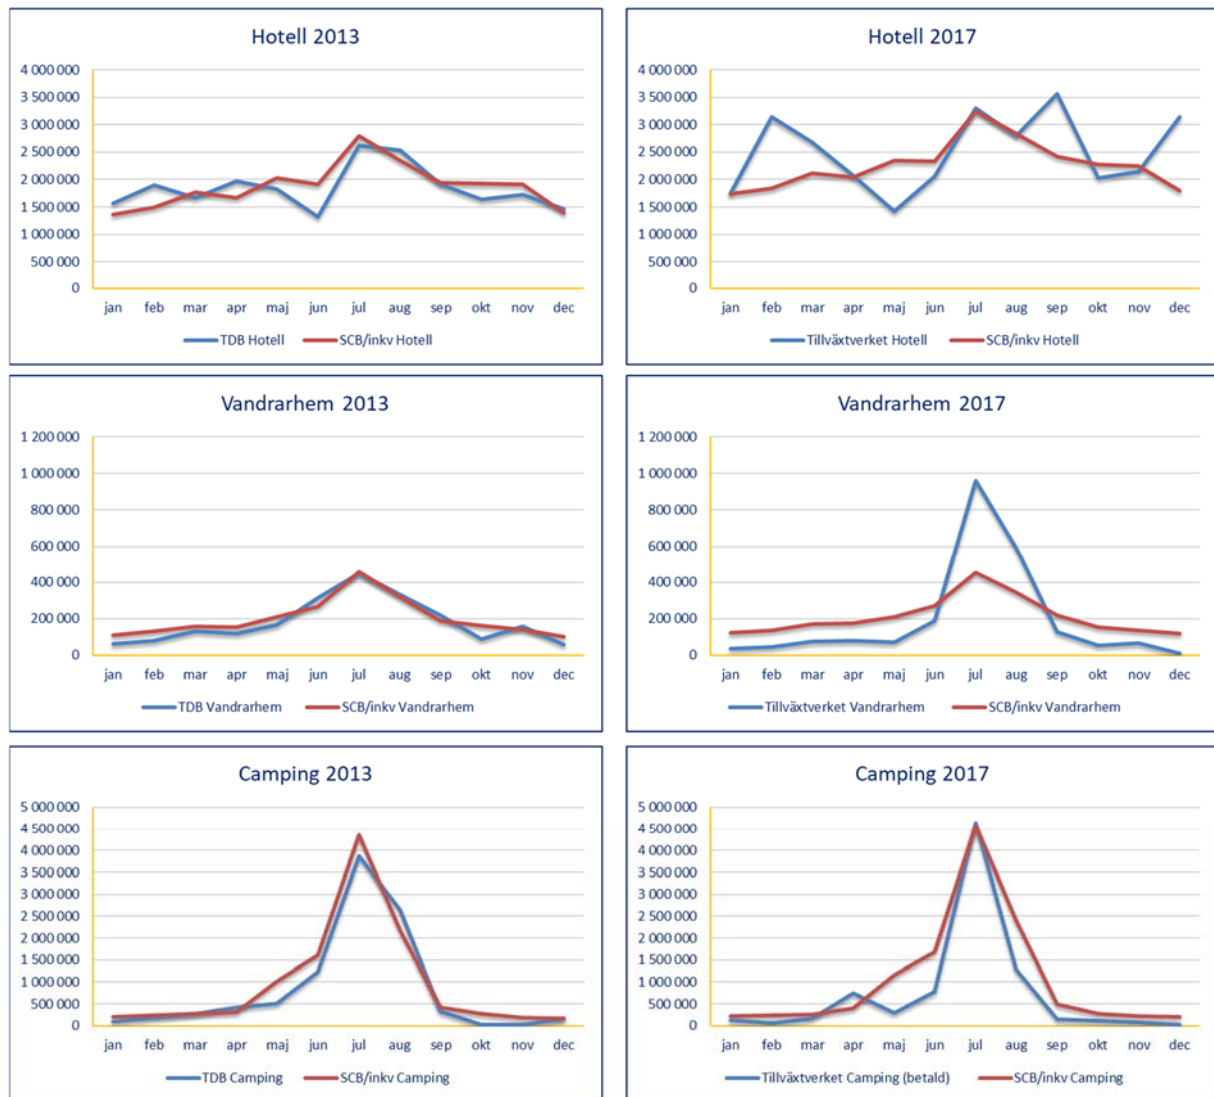 Hotell 2013
4 000 000
3 500 000
3 000 000
2 500 000
2 000 000
1 500 000
1 000 000
500 000
0
jan feb mar apr maj jun jul aug sep okt nov dec
TDB Hotell SCB/inkv Hotell
Hotell 2017
4 000 000
3 500 000
3 000 000
2 500 000
2 000 000
1 500 000
1 000 000
500 000
0
jan feb mar apr maj jun jul aug sep okt nov dec
Tillväxtverket Hotell SCB/inkv Hotell
Vandrarhem 2013
1 200 000
1 000 000
800 000
600 000
400 000
200 000
0
jan feb mar apr maj jun jul aug sep okt nov dec
TDB Vandrarhem SCB/inkv Vandrarhem
Vandrarhem 2017
1 200 000
1 000 000
800 000
600 000
400 000
200 000
0
jan feb mar apr maj jun jul aug sep okt nov dec
Tillväxtverket Vandrarhem SCB/inkv Vandrarhem
Camping 2013
5 000 000
4 500 000
4 000 000
3 500 000
3 000 000
2 500 000
2 000 000
1 500 000
1 000 000
500 000
0
jan feb mar apr maj jun jul aug sep okt nov dec
TDB Camping SCB/inkv Camping
Camping 2017
5 000 000
4 500 000
4 000 000
3 500 000
3 000 000
2 500 000
2 000 000
1 500 000
1 000 000
500 000
0
jan feb mar apr maj jun jul aug sep okt nov dec
Tillväxtverket Camping (betald) SCB/inkv Camping